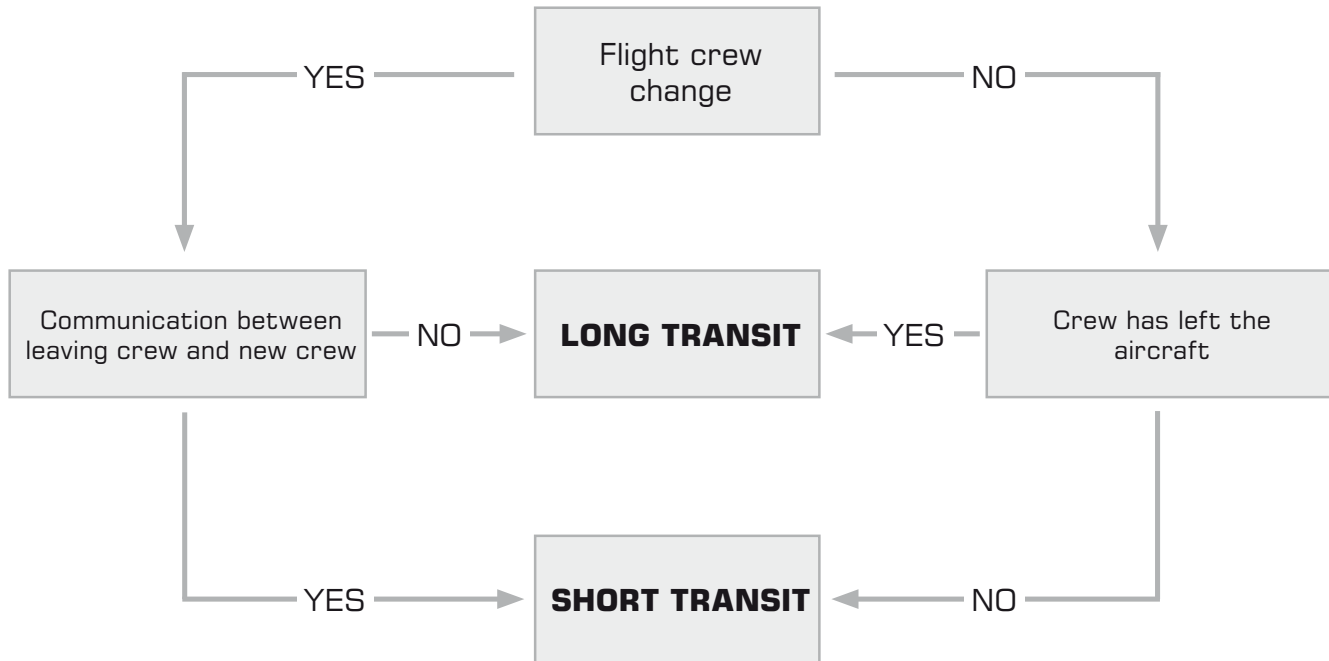 Flight crew
change
YES
NO
Communication between
leaving crew and new crew
NO
LONG TRANSIT
YES
Crew has left the
aircraft
YES
SHORT TRANSIT
NO